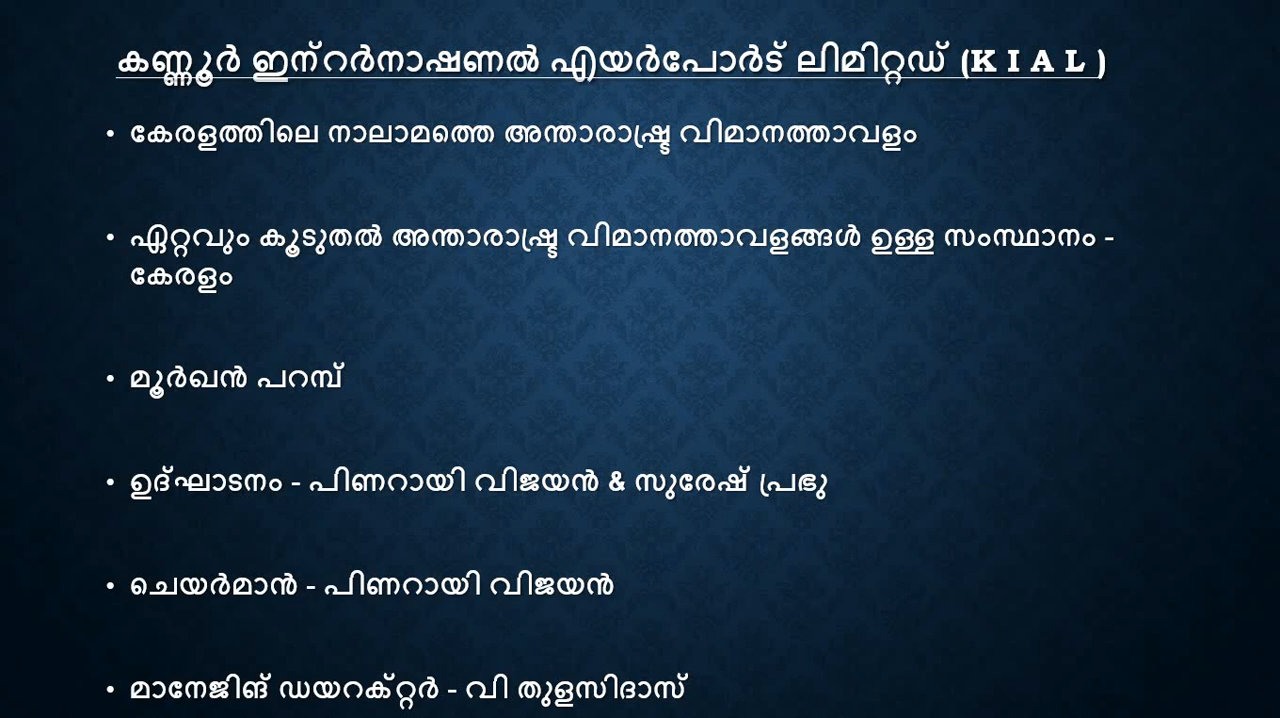 കണ്ണൂർ ഇന്റർനാഷണൽ എയർപോർട് ലിമിറ്റഡ് (K I A L )
• കേരളത്തിലെ നാലാമത്തെ അന്താരാഷ്ട്ര വിമാനത്താവളം
• ഏറ്റവും കൂടുതൽ അന്താരാഷ്ട്ര വിമാനത്താവളങ്ങൾ ഉള്ള സംസ്ഥാനം -
കേരളം
• മൂർഖൻ പറമ്പ്
• ഉദ്ഘാടനം - പിണറായി വിജയൻ & സുരേഷ് പ്രഭു
• ചെയർമാൻ - പിണറായി വിജയൻ
• മാനേജിങ് ഡയറക്റ്റർ - വി തുളസിദാസ്